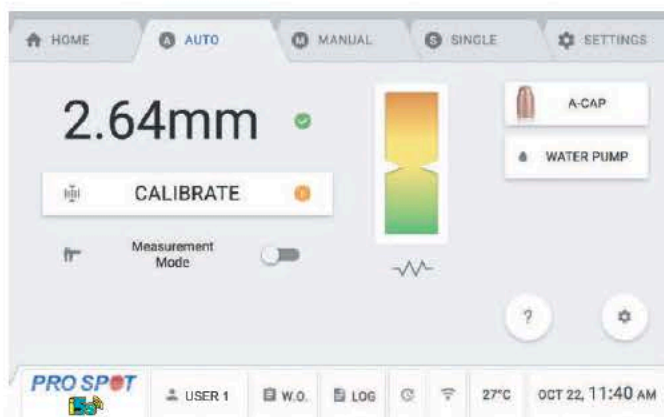 HOME
A AUTO
M MANUAL
S SINGLE
SETTINGS
2.64mm
A-CAP
WATER PUMP
CALIBRATE
Measurement
Mode
?
PRO SPOT
i5s
USER 1
W.O.
LOG
27°C
OCT 22, 11:40 AM